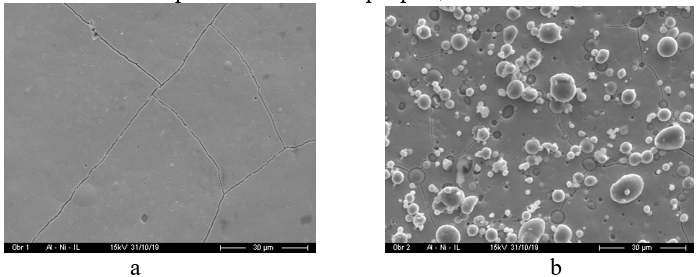 Obr 1 Al - Ni - IL 15kV 31/10/19 30 µm
Obr 2 Al - Ni - IL 15kV 31/10/19 30 µm
a b